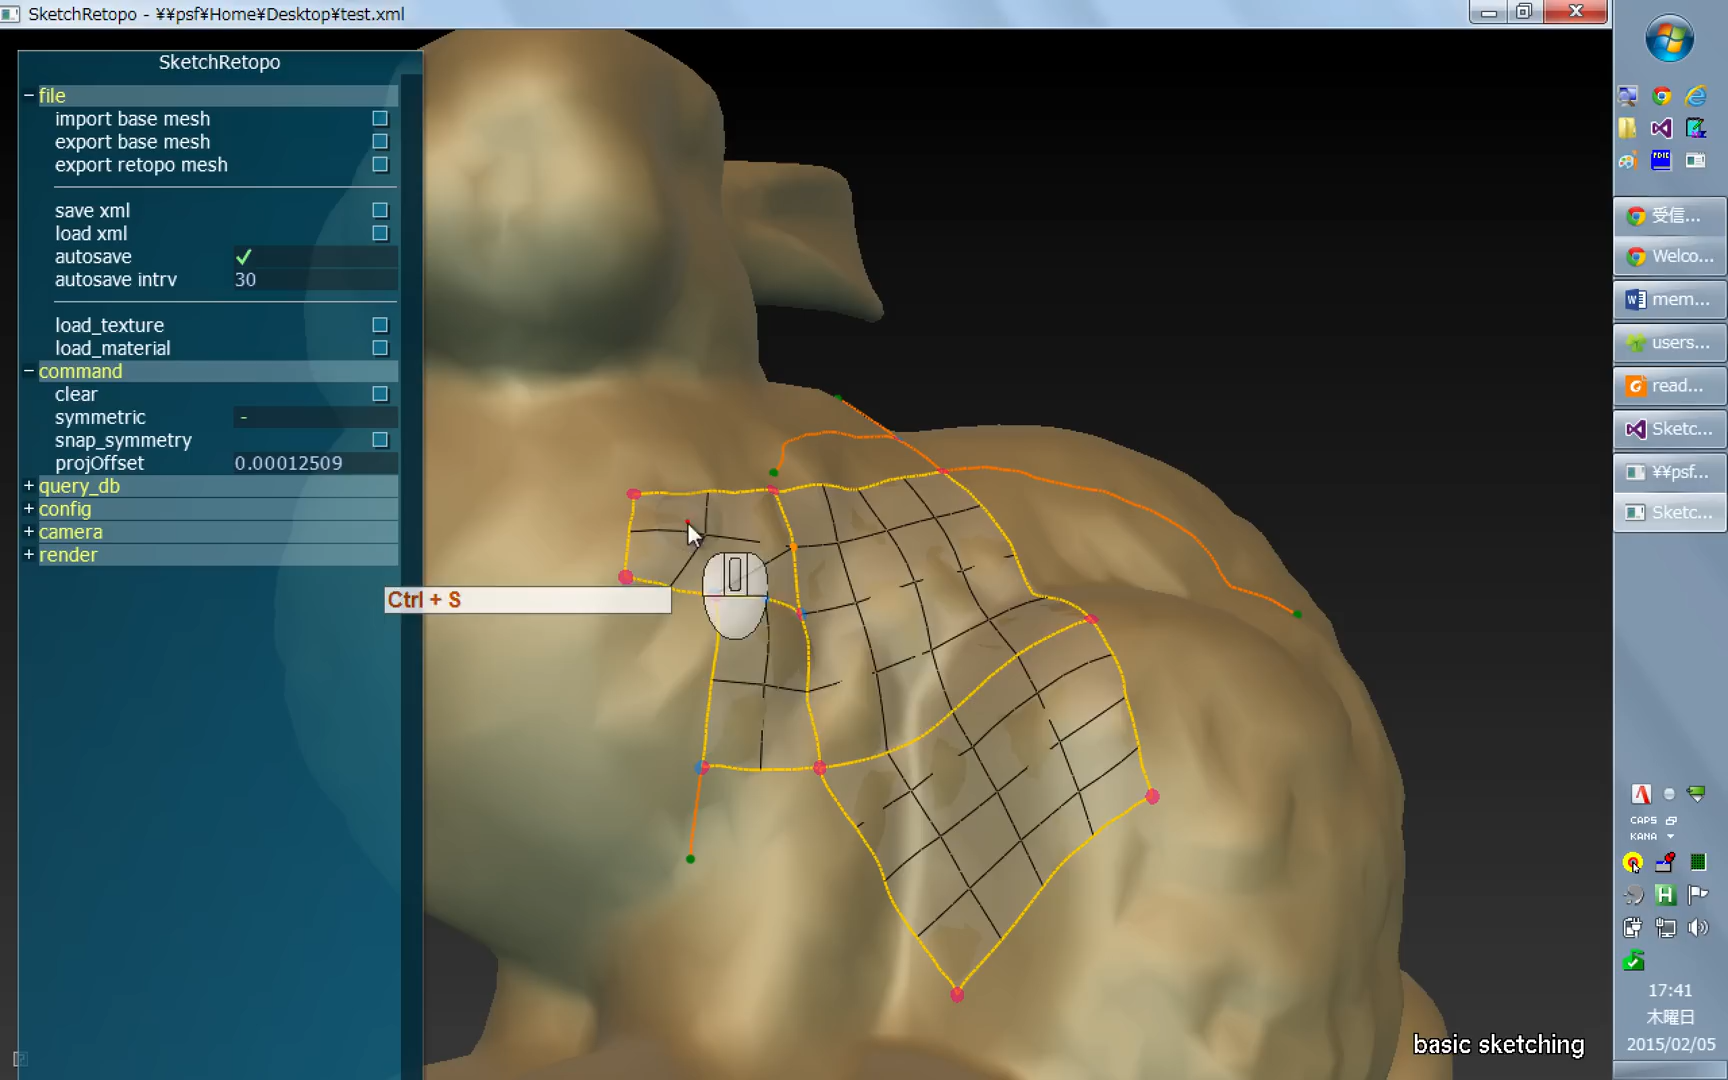 SketchRetopo - ¥¥psf¥Home¥Desktop¥test.xml
SketchRetopo
− file
import base mesh
export base mesh
export retopo mesh
save xml
load xml
autosave
autosave intrv 30
load_texture
load_material
− command
clear
symmetric -
snap_symmetry
projOffset 0.00012509
+ query_db
+ config
+ camera
+ render
Ctrl + S
basic sketching
受信...
Welco...
mem...
users...
read...
Sketc...
¥¥psf...
Sketc...
CAPS
KANA
17:41
木曜日
2015/02/05